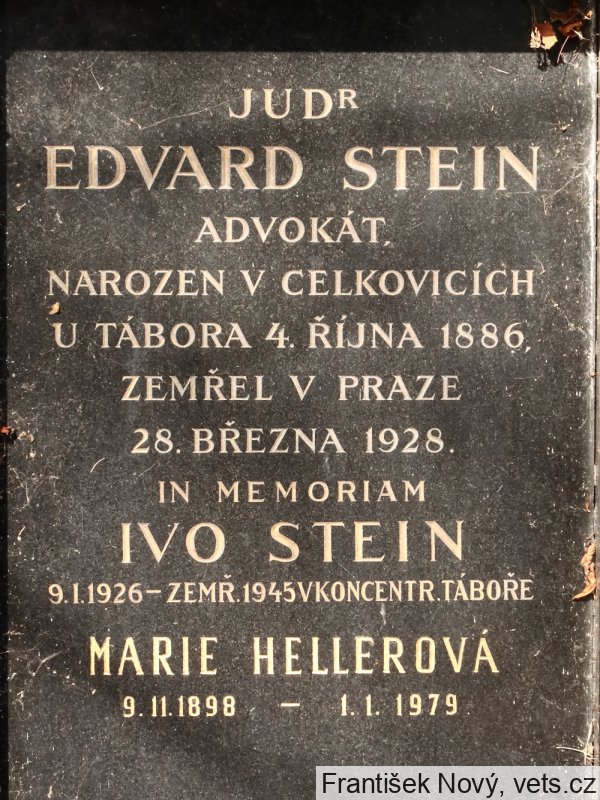 JUDR
EDVARD STEIN
ADVOKÁT,
NAROZEN V CELKOVICÍCH
U TÁBORA 4. ŘÍJNA 1886,
ZEMŘEL V PRAZE
28. BŘEZNA 1928.
IN MEMORIAM
IVO STEIN
9.1.1926 – ZEMŘ.1945 V KONCENTR.TÁBOŘE
MARIE HELLEROVÁ
9.11.1898 – 1.1.1979
František Nový, vets.cz